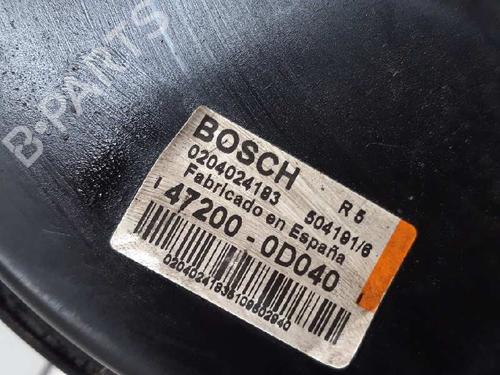 B-PARTS
BOSCH
R 5
0204024183
504191/6
Fabricado en España
47200 - 0D040